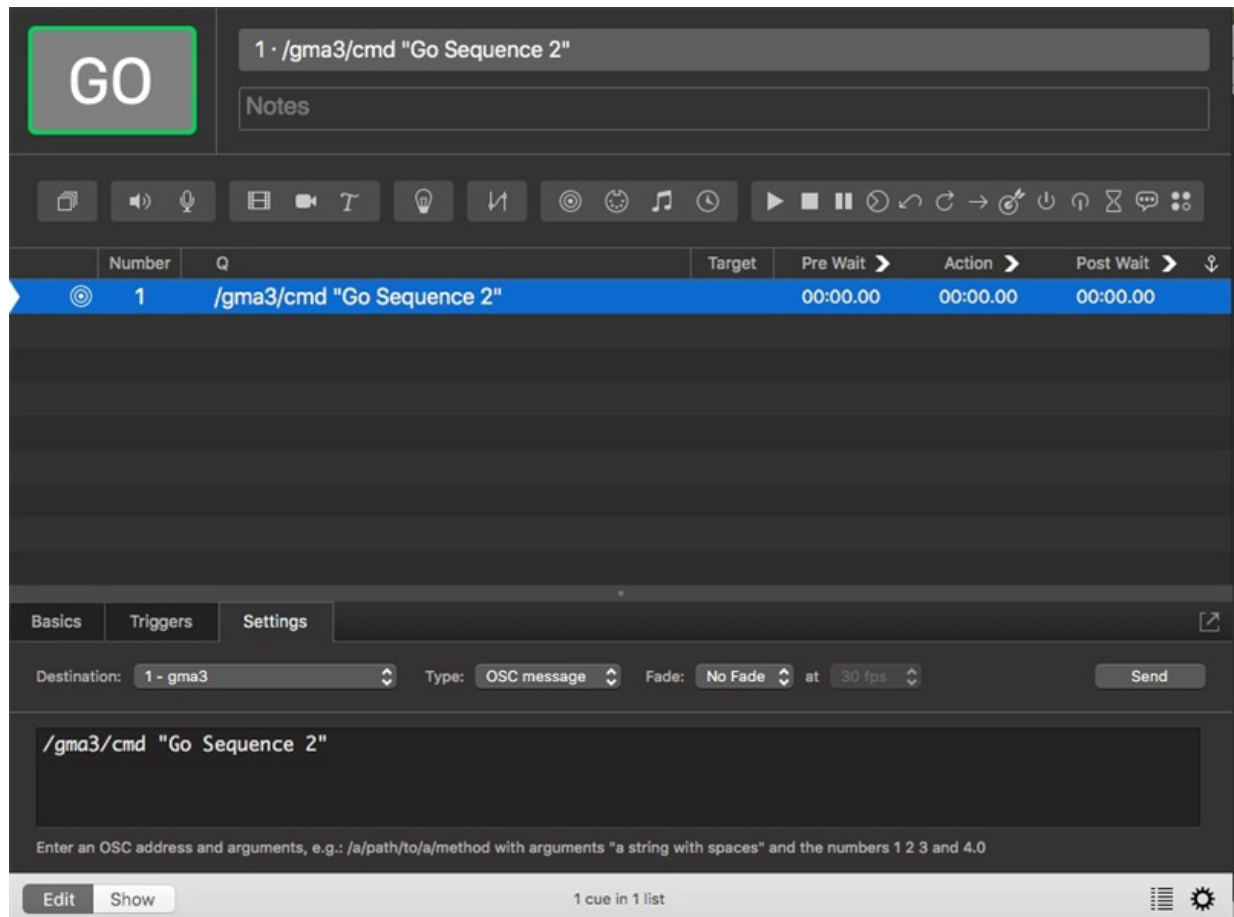 GO
1 · /gma3/cmd "Go Sequence 2"
Notes
Number Q Target Pre Wait Action Post Wait
1 /gma3/cmd "Go Sequence 2" 00:00.00 00:00.00 00:00.00
Basics Triggers Settings
Destination: 1 - gma3 Type: OSC message Fade: No Fade at 30 fps Send
/gma3/cmd "Go Sequence 2"
Enter an OSC address and arguments, e.g.: /a/path/to/a/method with arguments "a string with spaces" and the numbers 1 2 3 and 4.0
Edit Show 1 cue in 1 list